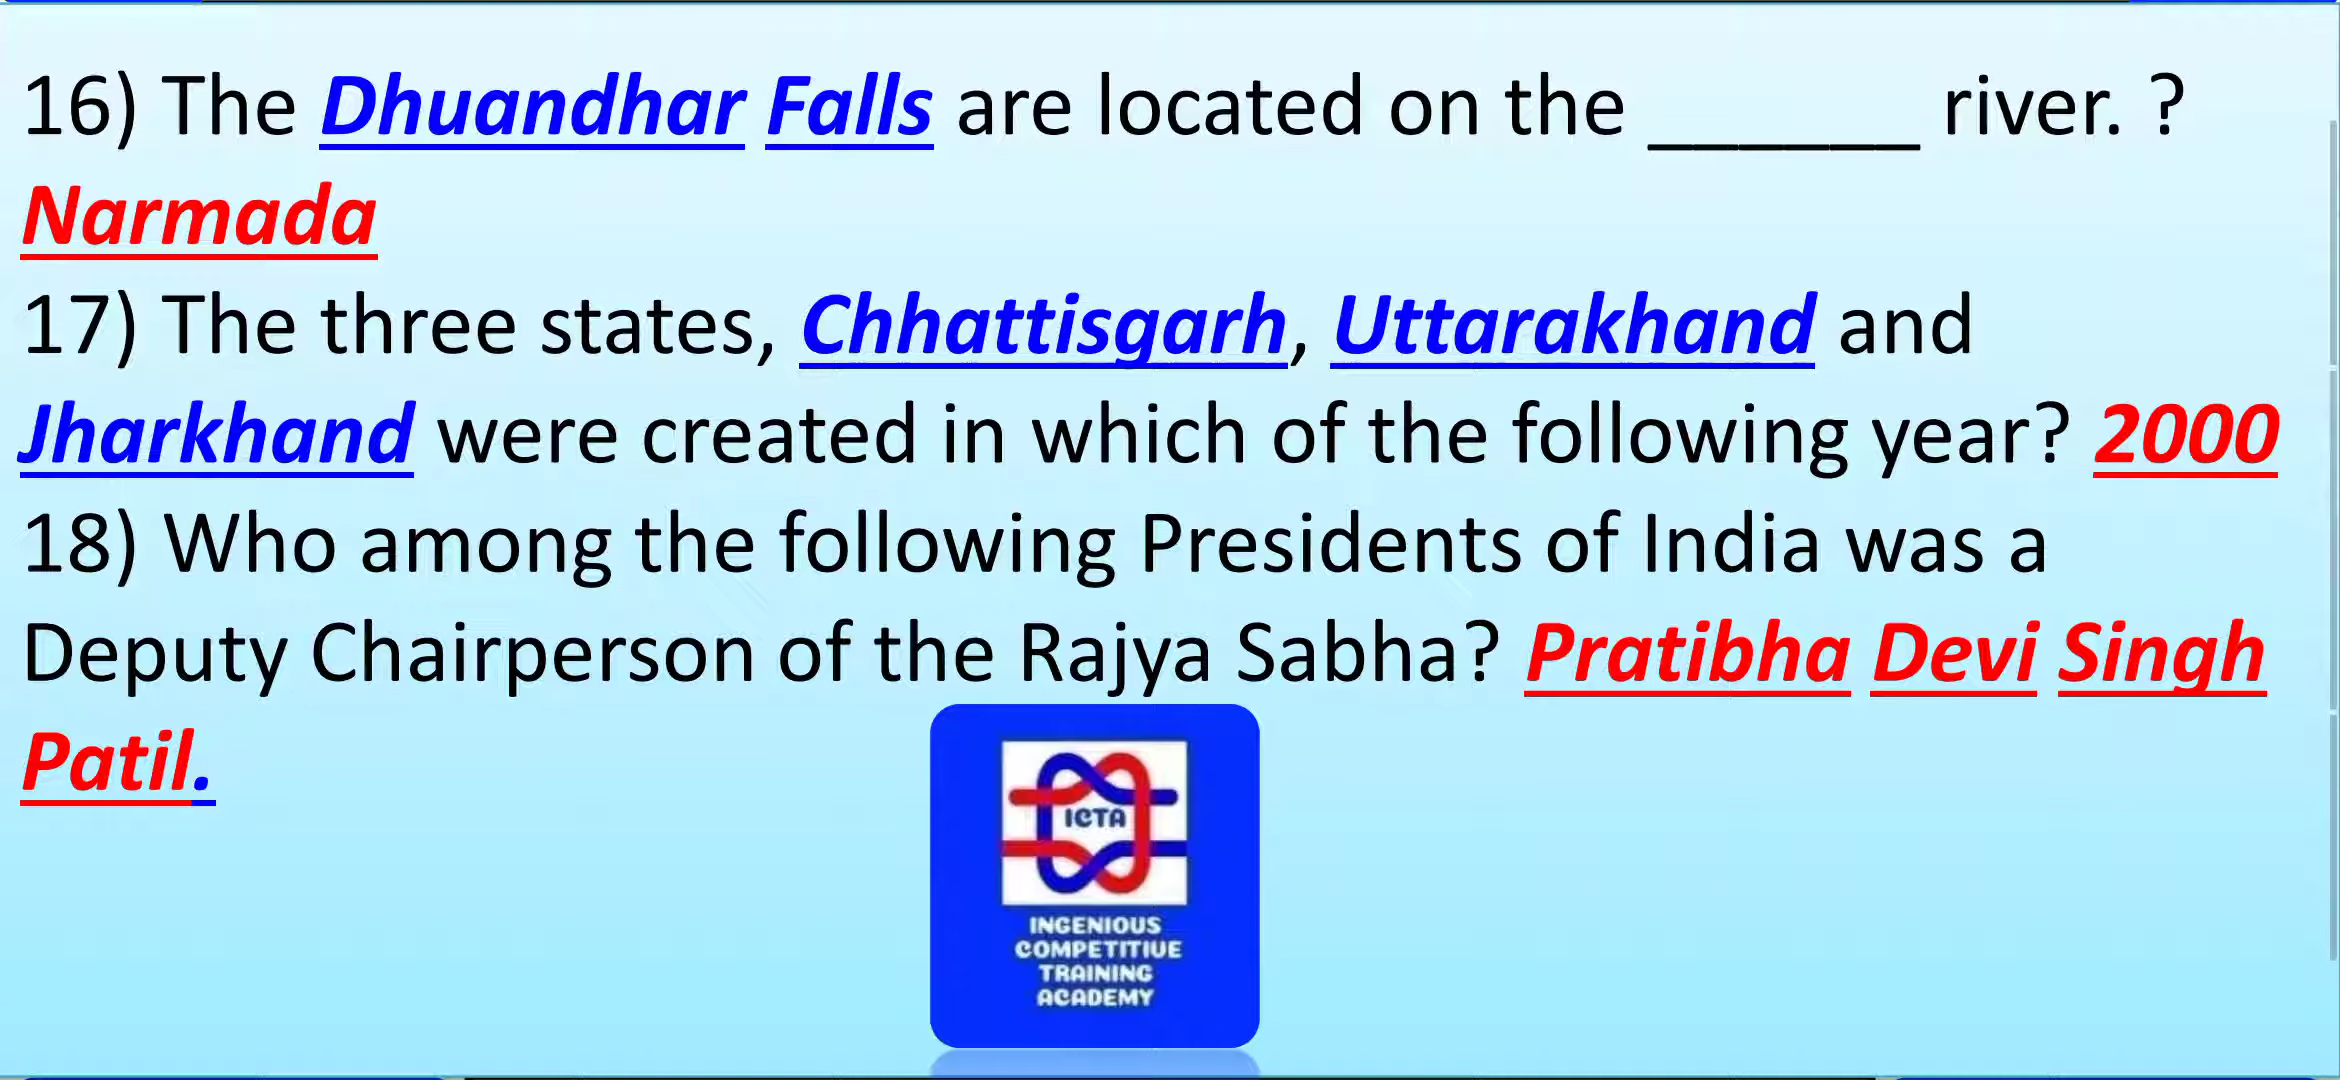 16) The Dhuandhar Falls are located on the ______ river. ?
Narmada
17) The three states, Chhattisgarh, Uttarakhand and
Jharkhand were created in which of the following year? 2000
18) Who among the following Presidents of India was a
Deputy Chairperson of the Rajya Sabha? Pratibha Devi Singh
Patil.
ICTA
INGENIOUS
COMPETITIVE
TRAINING
ACADEMY